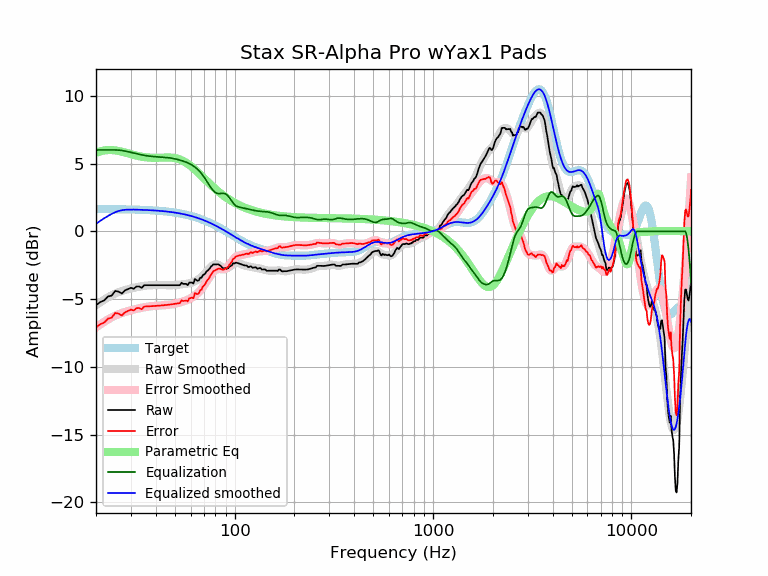 Stax SR-Alpha Pro wYax1 Pads
Amplitude (dBr)
10
5
0
−5
−10
−15
−20
Target
Raw Smoothed
Error Smoothed
Raw
Error
Parametric Eq
Equalization
Equalized smoothed
100
1000
10000
Frequency (Hz)